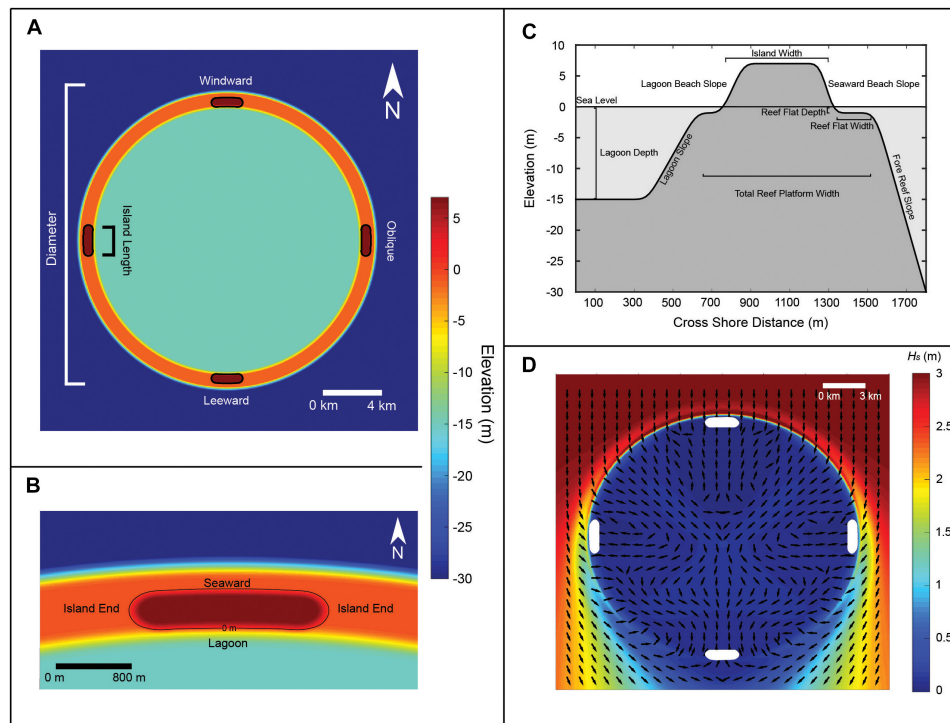 A
Windward
N
Diameter
Island Length
Oblique
Leeward
0 km 4 km
5
0
-5
-10
-15
-20
-25
-30
Elevation (m)
B
N
Seaward
Island End
Island End
0 m
Lagoon
0 m 800 m
C
10
5
0
-5
-10
-15
-20
-25
-30
Elevation (m)
Island Width
Lagoon Beach Slope
Seaward Beach Slope
Sea Level
Reef Flat Depth
Reef Flat Width
Lagoon Depth
Lagoon Slope
Fore Reef Slope
Total Reef Platform Width
100 300 500 700 900 1100 1300 1500 1700
Cross Shore Distance (m)
D
0 km 3 km
Hs (m)
3
2.5
2
1.5
1
0.5
0